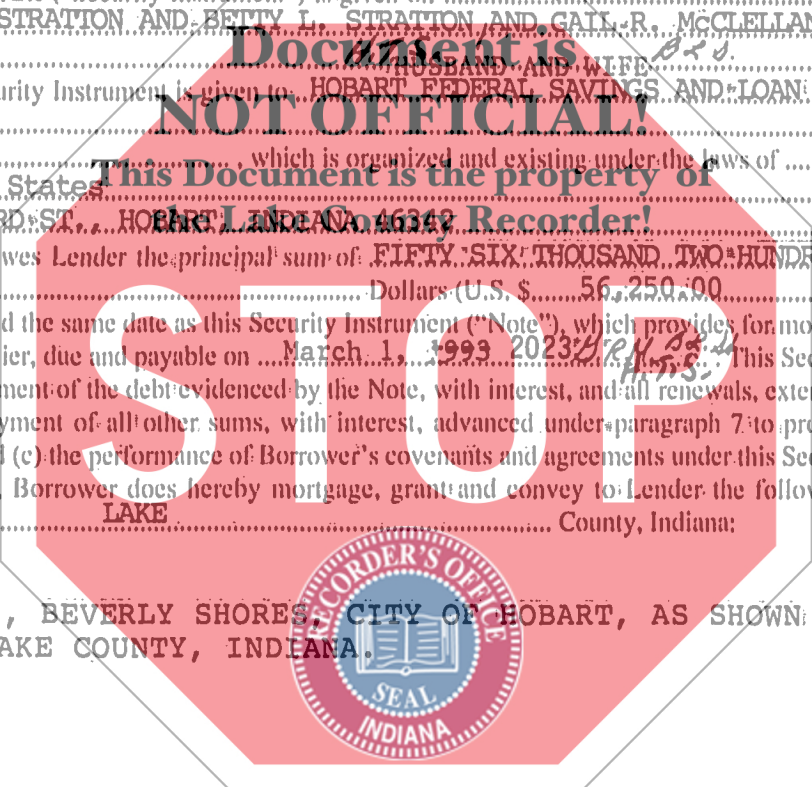 STRATTON AND BETTY L. STRATTON AND GAIL R. McCLELLAN
Document is
HUSBAND AND WIFE B L S.
urity Instrument is given to HOBART FEDERAL SAVINGS AND LOAN
NOT OFFICIAL!
which is organized and existing under the laws of
States
This Document is the property of
RD ST., HOBART, INDIANA 46342
the Lake County Recorder!
wes Lender the principal sum of FIFTY SIX THOUSAND TWO HUNDR
Dollars (U.S. $ 56,250.00
d the same date as this Security Instrument ("Note"), which provides for mo
ier, due and payable on March 1, 1993 2023 This Sec
ment of the debt evidenced by the Note, with interest, and all renewals, exte
yment of all other sums, with interest, advanced under paragraph 7 to pr
d (c) the performance of Borrower's covenants and agreements under this Sec
, Borrower does hereby mortgage, grant and convey to Lender the follow
LAKE County, Indiana:
STOP
, BEVERLY SHORES, CITY OF HOBART, AS SHOWN
AKE COUNTY, INDIANA.
RECORDER'S OFFICE
SEAL
INDIANA